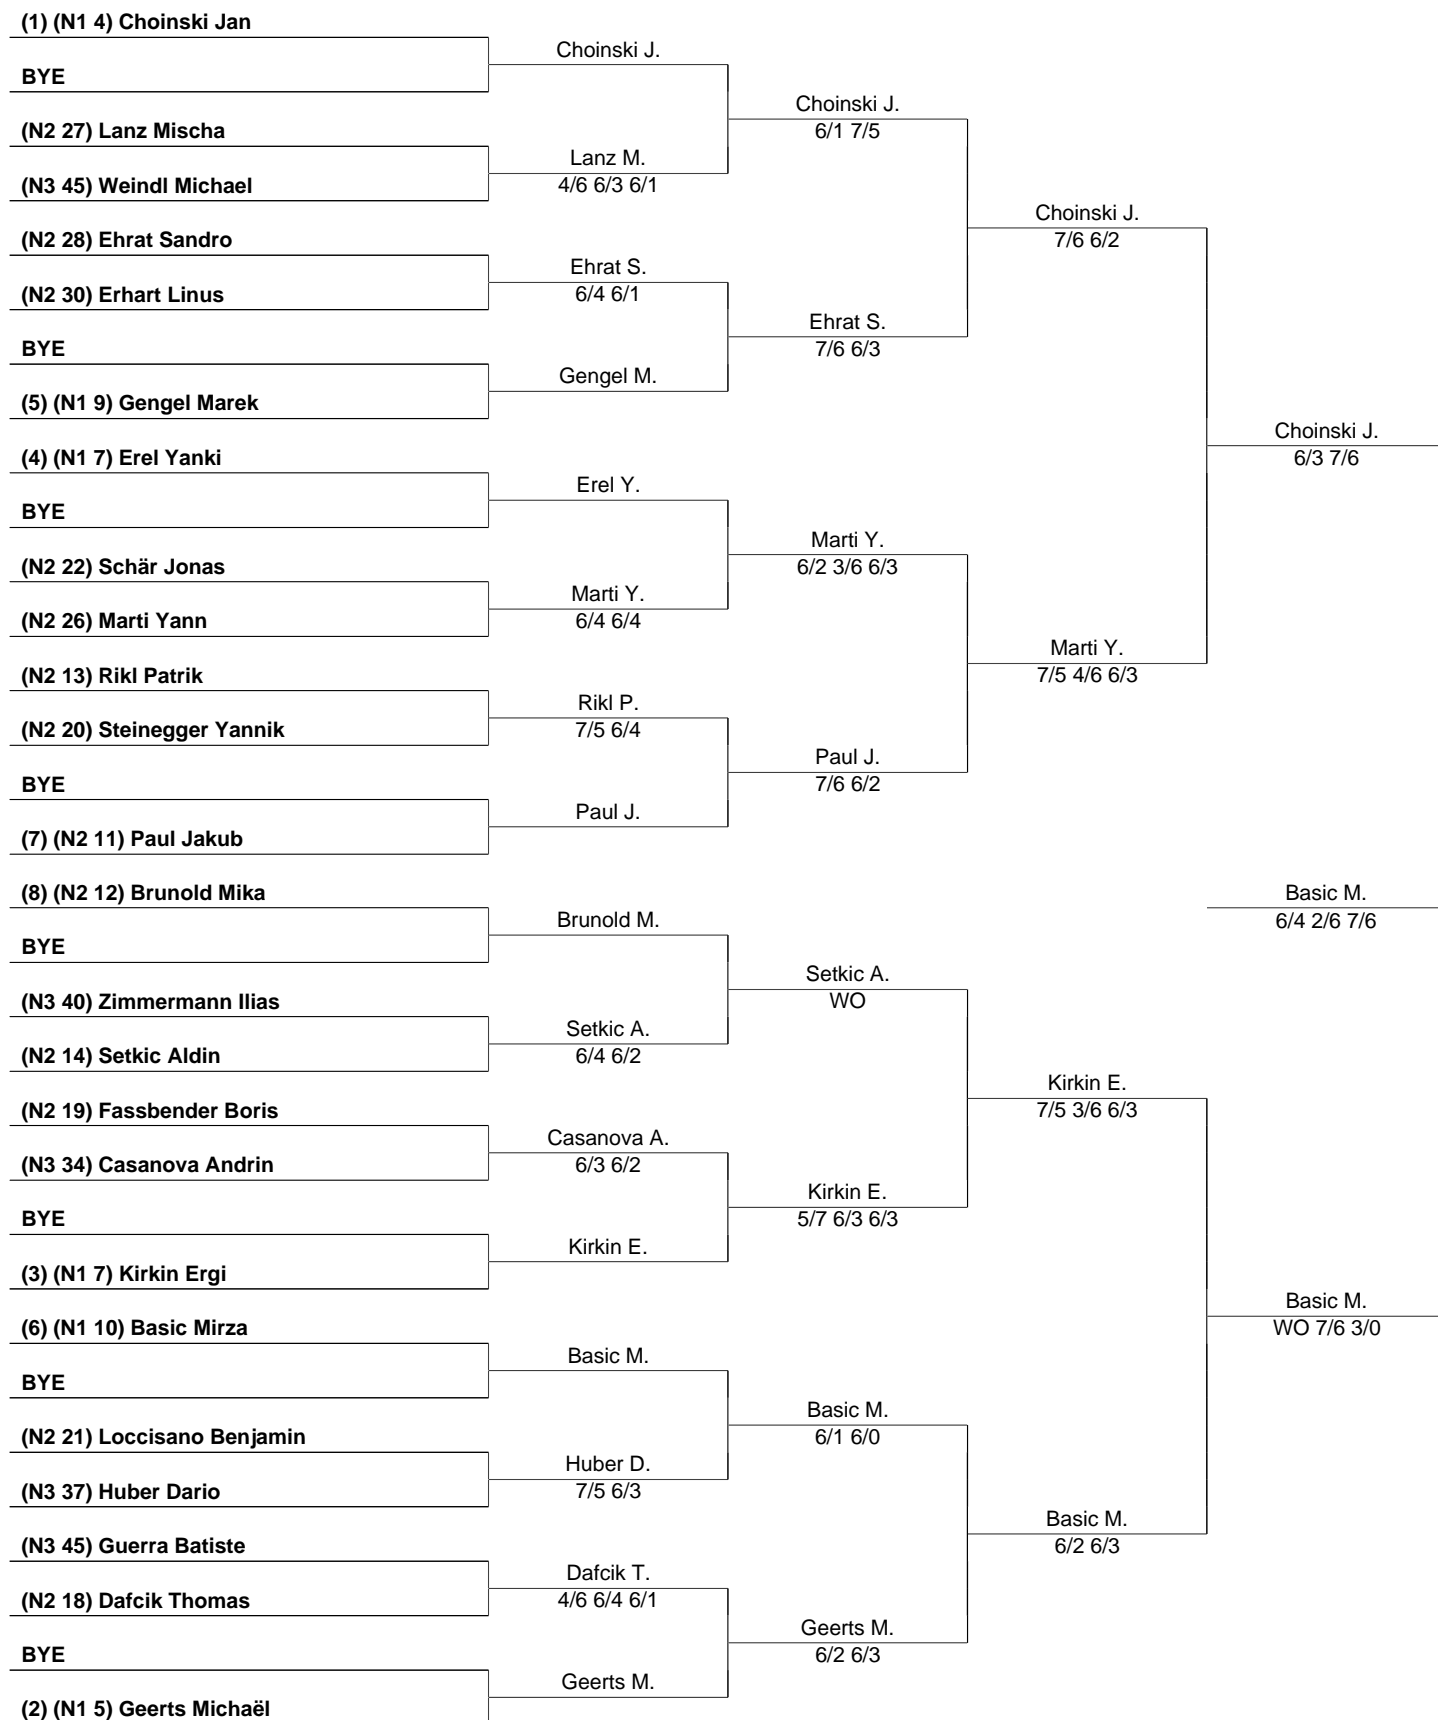 (1) (N1 4) Choinski Jan
Choinski J.
BYE
Choinski J.
6/1 7/5
(N2 27) Lanz Mischa
Lanz M.
4/6 6/3 6/1
(N3 45) Weindl Michael
Choinski J.
7/6 6/2
(N2 28) Ehrat Sandro
Ehrat S.
6/4 6/1
(N2 30) Erhart Linus
Ehrat S.
7/6 6/3
BYE
Gengel M.
(5) (N1 9) Gengel Marek
Choinski J.
6/3 7/6
(4) (N1 7) Erel Yanki
Erel Y.
BYE
Marti Y.
6/2 3/6 6/3
(N2 22) Schär Jonas
Marti Y.
6/4 6/4
(N2 26) Marti Yann
Marti Y.
7/5 4/6 6/3
(N2 13) Rikl Patrik
Rikl P.
7/5 6/4
(N2 20) Steinegger Yannik
Paul J.
7/6 6/2
BYE
Paul J.
(7) (N2 11) Paul Jakub
(8) (N2 12) Brunold Mika
Basic M.
6/4 2/6 7/6
Brunold M.
BYE
Setkic A.
WO
(N3 40) Zimmermann Ilias
Setkic A.
6/4 6/2
(N2 14) Setkic Aldin
Kirkin E.
7/5 3/6 6/3
(N2 19) Fassbender Boris
Casanova A.
6/3 6/2
(N3 34) Casanova Andrin
Kirkin E.
5/7 6/3 6/3
BYE
Kirkin E.
(3) (N1 7) Kirkin Ergi
Basic M.
WO 7/6 3/0
(6) (N1 10) Basic Mirza
Basic M.
BYE
Basic M.
6/1 6/0
(N2 21) Loccisano Benjamin
Huber D.
7/5 6/3
(N3 37) Huber Dario
Basic M.
6/2 6/3
(N3 45) Guerra Batiste
Dafcik T.
4/6 6/4 6/1
(N2 18) Dafcik Thomas
Geerts M.
6/2 6/3
BYE
Geerts M.
(2) (N1 5) Geerts Michaël